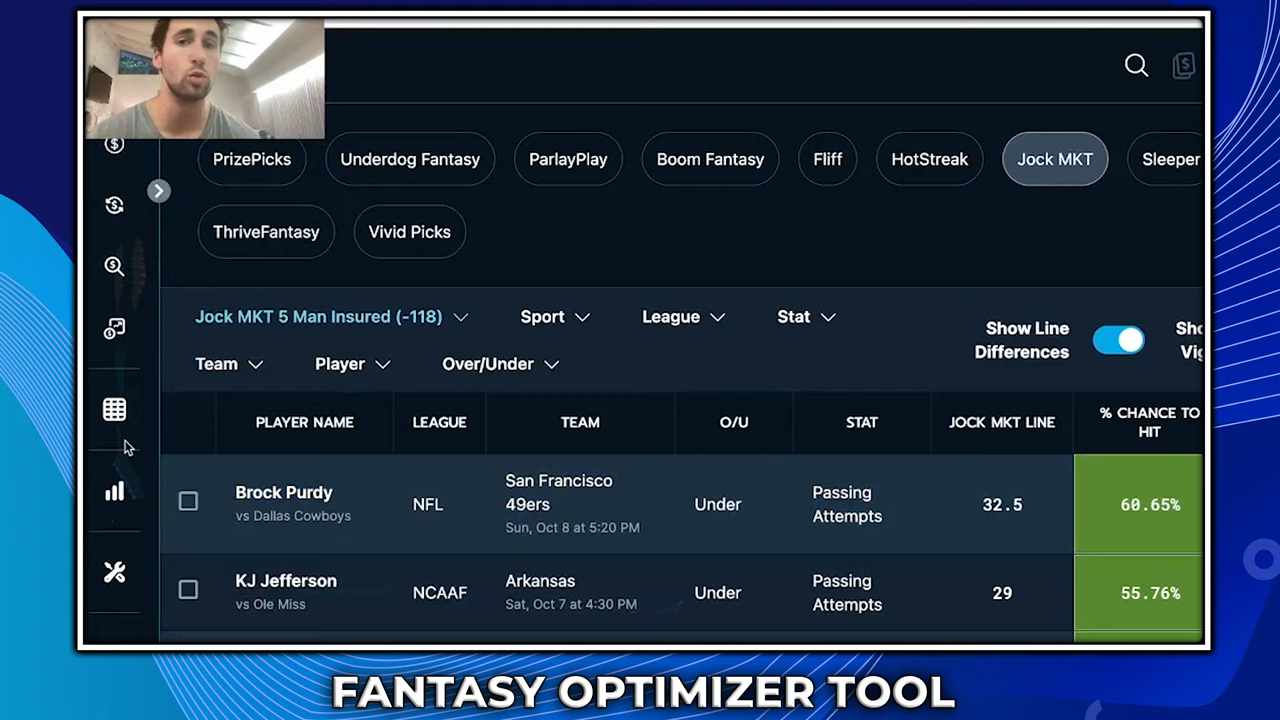 PrizePicks Underdog Fantasy ParlayPlay Boom Fantasy Fliff HotStreak Jock MKT Sleeper
ThriveFantasy Vivid Picks
Jock MKT 5 Man Insured (-118) Sport League Stat
Team Player Over/Under
Show Line
Differences
PLAYER NAME LEAGUE TEAM O/U STAT JOCK MKT LINE % CHANCE TO
HIT
Brock Purdy
vs Dallas Cowboys
NFL
San Francisco
49ers
Sun, Oct 8 at 5:20 PM
Under
Passing
Attempts
32.5
60.65%
KJ Jefferson
vs Ole Miss
NCAAF
Arkansas
Sat, Oct 7 at 4:30 PM
Under
Passing
Attempts
29
55.76%
FANTASY OPTIMIZER TOOL